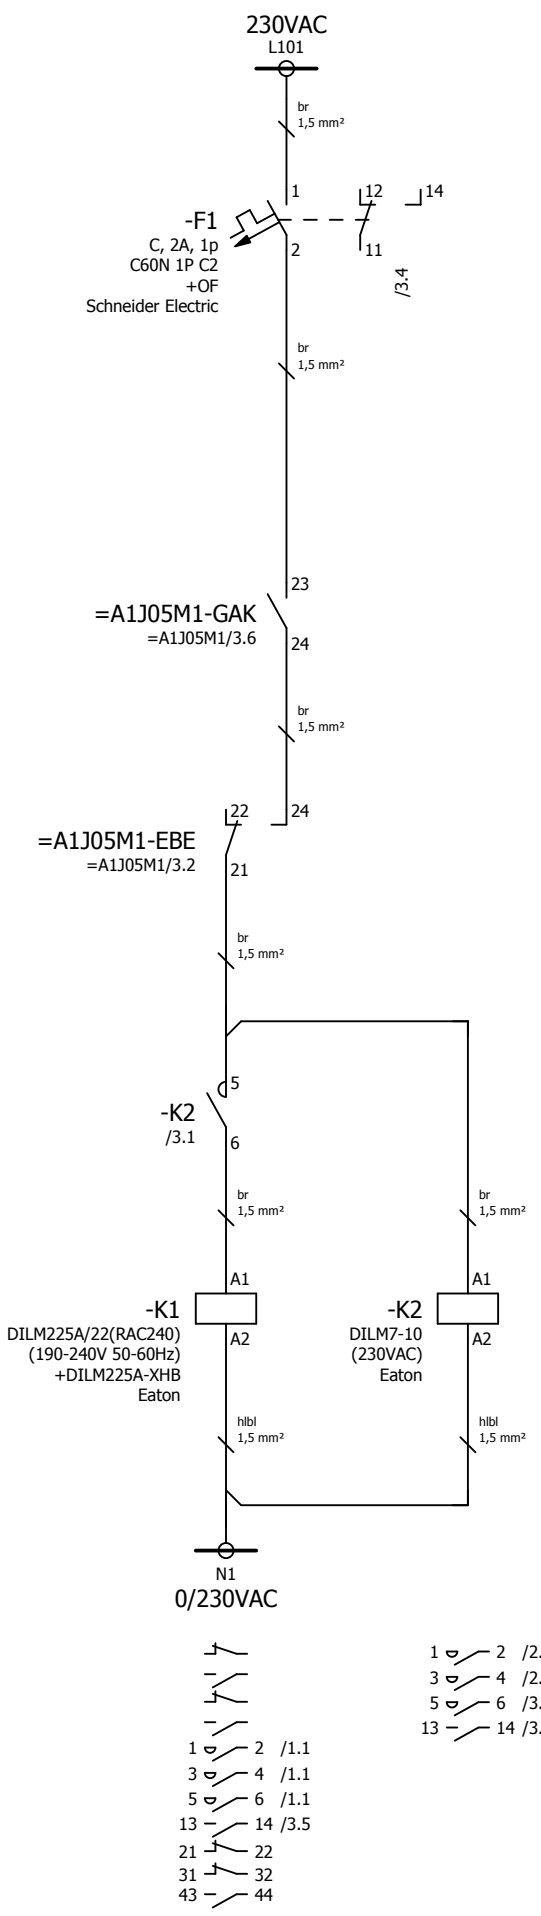 230VAC
L101
br
1,5 mm²
1
12
14
-F1
C, 2A, 1p
C60N 1P C2
+OF
Schneider Electric
2
11
/3.4
br
1,5 mm²
23
=A1J05M1-GAK
=A1J05M1/3.6
24
br
1,5 mm²
22
24
=A1J05M1-EBE
=A1J05M1/3.2
21
br
1,5 mm²
5
-K2
/3.1
6
br
1,5 mm²
br
1,5 mm²
A1
-K1
DILM225A/22(RAC240)
(190-240V 50-60Hz)
+DILM225A-XHB
Eaton
A2
A1
-K2
DILM7-10
(230VAC)
Eaton
A2
hlbl
1,5 mm²
hlbl
1,5 mm²
N1
0/230VAC
1 2 /1.1
3 4 /1.1
5 6 /1.1
13 14 /3.5
21 22
31 32
43 44
1 2 /2.
3 4 /2.
5 6 /3.
13 14 /3.